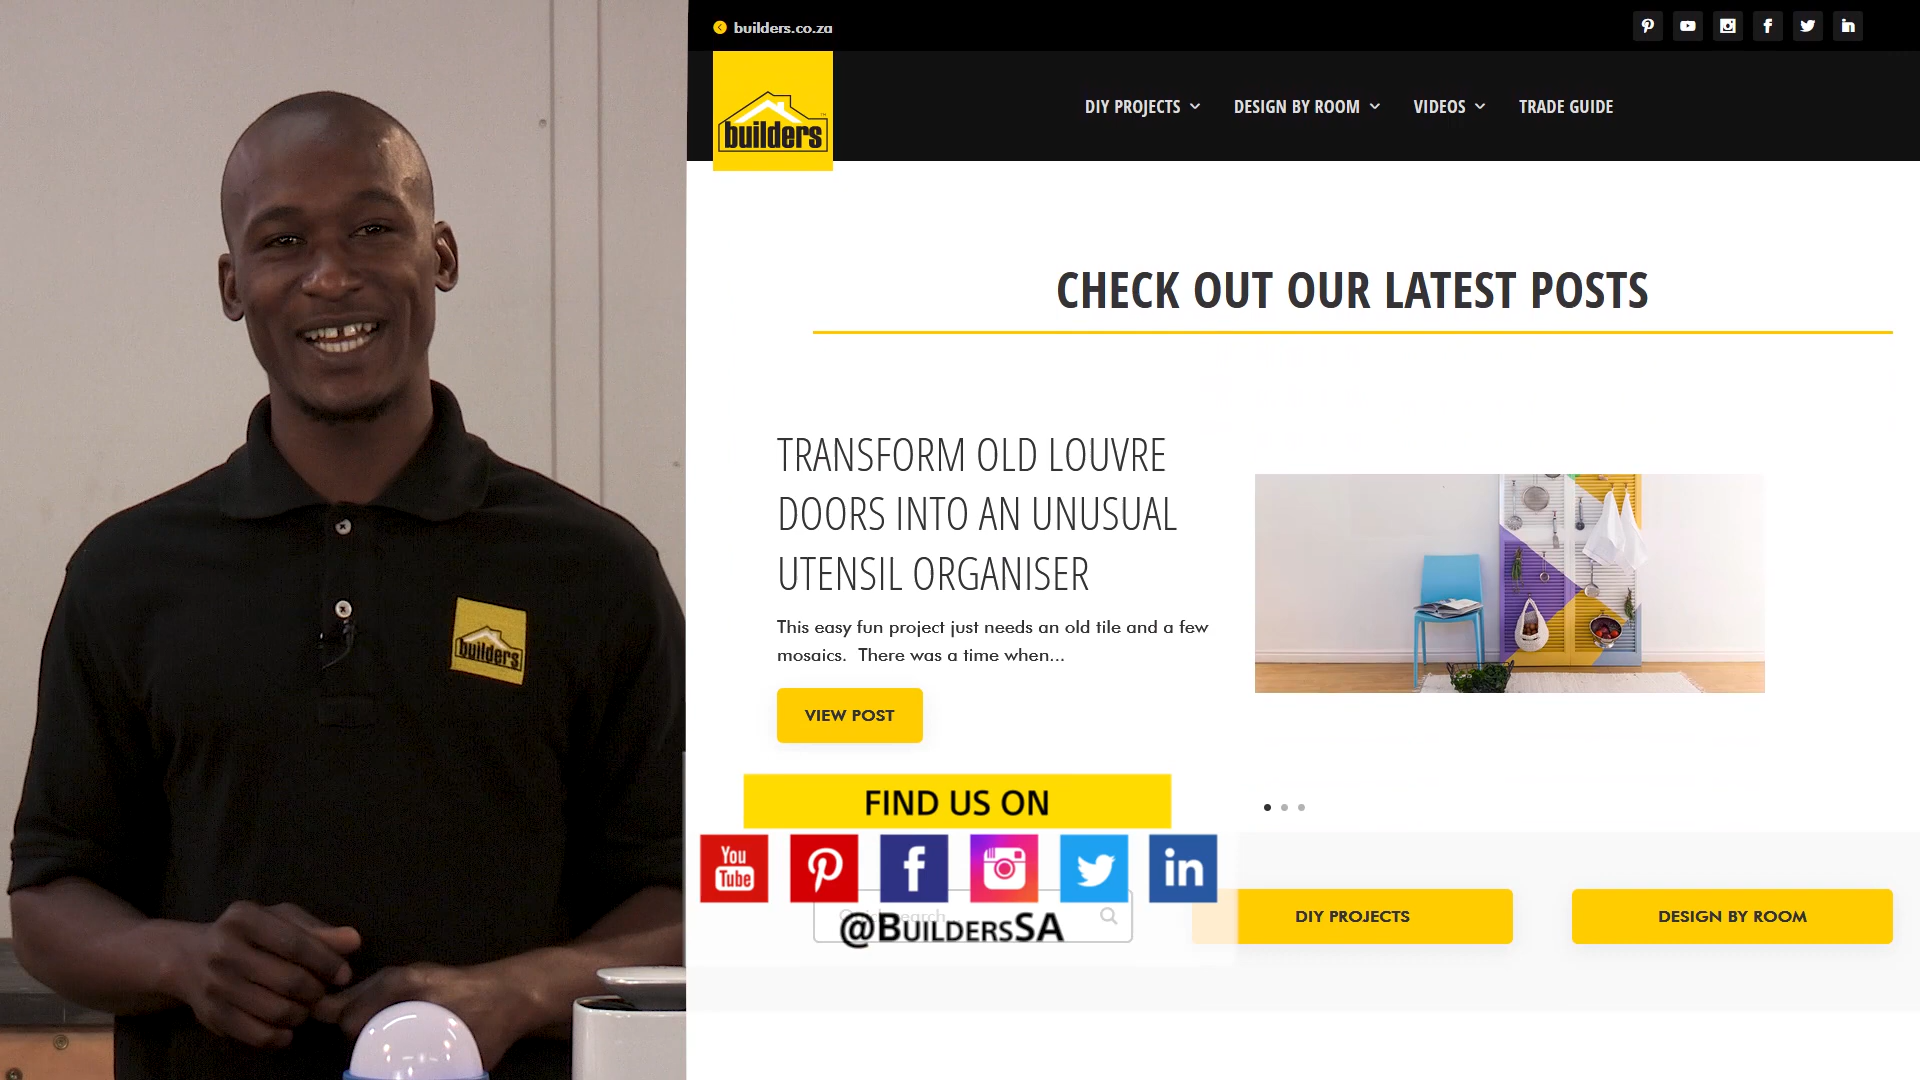 builders.co.za
builders
DIY PROJECTS
DESIGN BY ROOM
VIDEOS
TRADE GUIDE
CHECK OUT OUR LATEST POSTS
TRANSFORM OLD LOUVRE
DOORS INTO AN UNUSUAL
UTENSIL ORGANISER
This easy fun project just needs an old tile and a few
mosaics. There was a time when...
VIEW POST
builders
FIND US ON
You
Tube
@BuildersSA
DIY PROJECTS
DESIGN BY ROOM